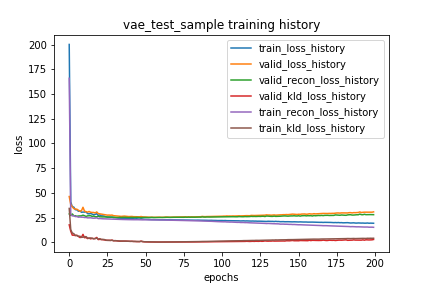 vae_test_sample training history
200
175
150
125
100
75
50
25
0
loss
train_loss_history
valid_loss_history
valid_recon_loss_history
valid_kld_loss_history
train_recon_loss_history
train_kld_loss_history
0 25 50 75 100 125 150 175 200
epochs